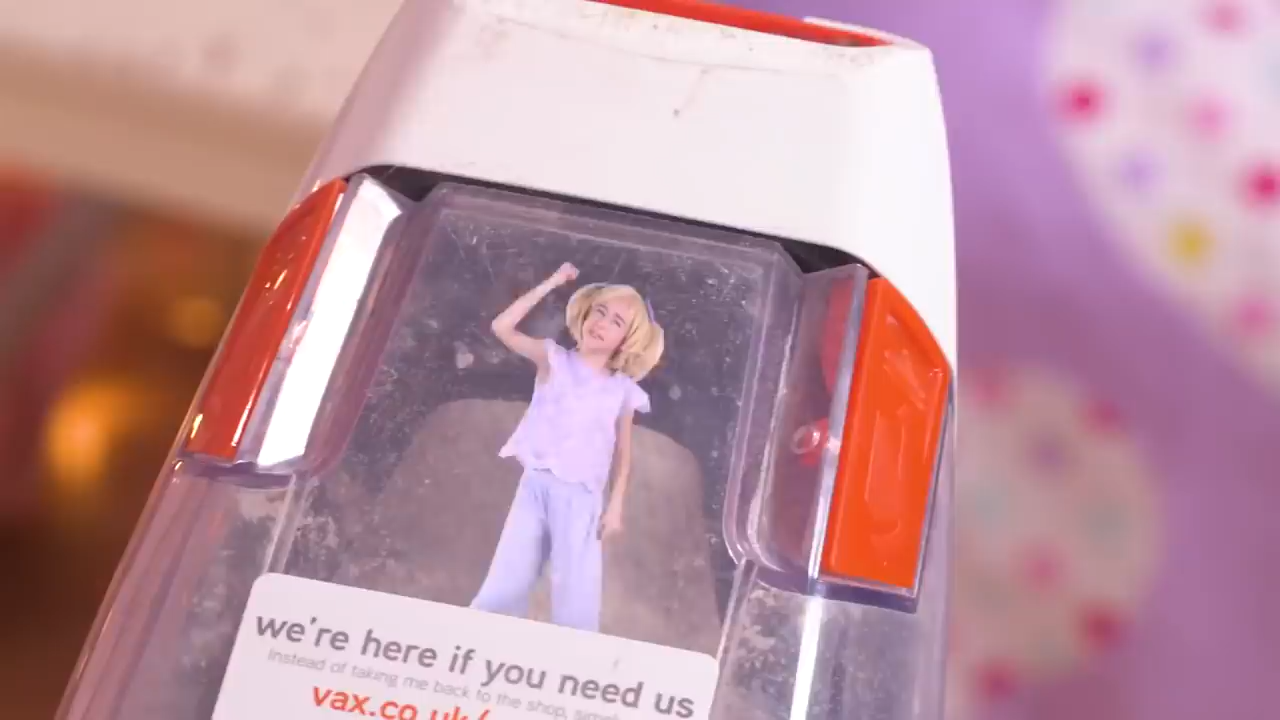 we're here if you need us
Instead of taking me back to the shop,
vax.co.uk/